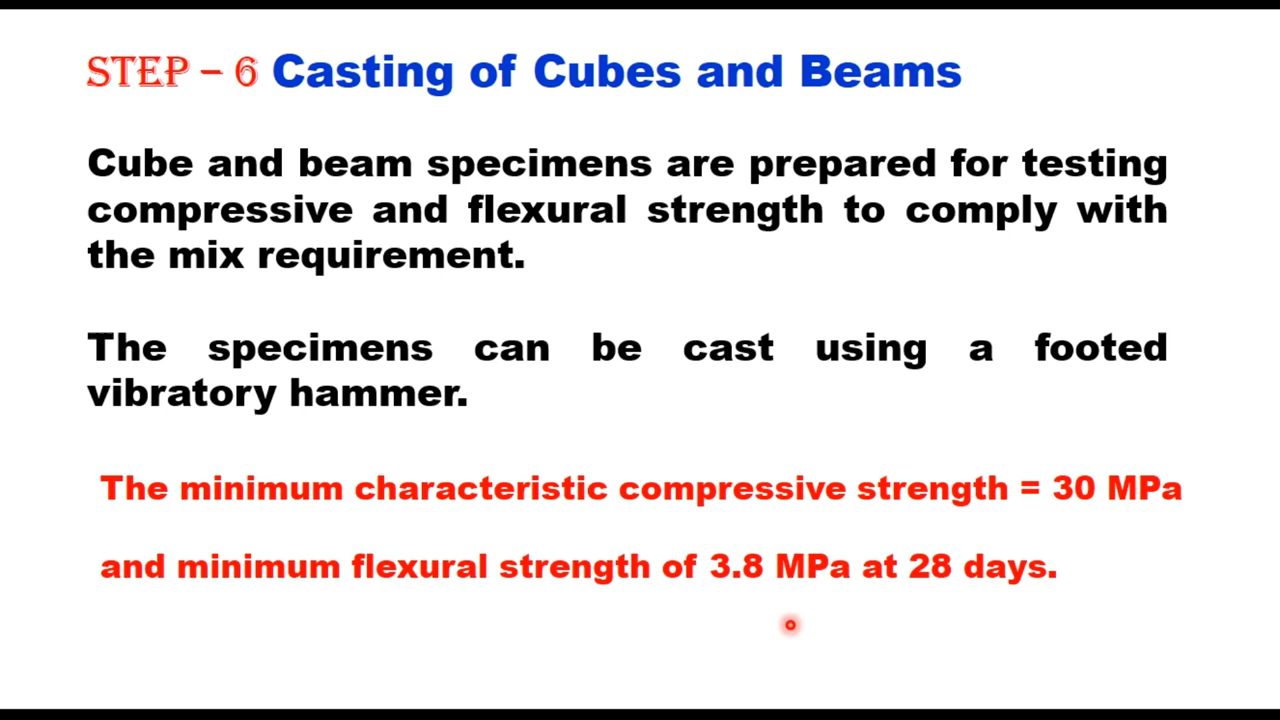 STEP – 6 Casting of Cubes and Beams
Cube and beam specimens are prepared for testing
compressive and flexural strength to comply with
the mix requirement.
The specimens can be cast using a footed
vibratory hammer.
The minimum characteristic compressive strength = 30 MPa
and minimum flexural strength of 3.8 MPa at 28 days.